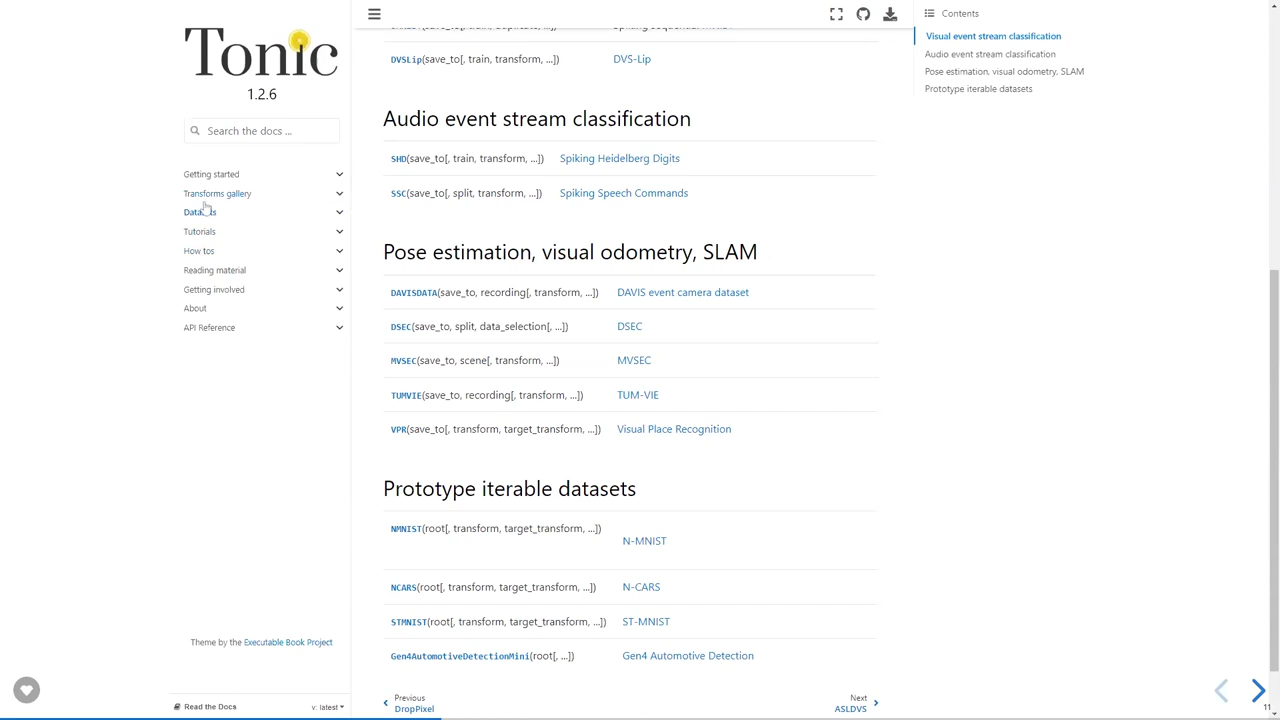 Tonic
1.2.6
Search the docs ...
Getting started
Transforms gallery
Tutorials
How tos
Reading material
Getting involved
About
API Reference
Theme by the Executable Book Project
Read the Docs
v: latest
DVSLip(save_to[, train, transform, ...]) DVS-Lip
Audio event stream classification
SHD(save_to[, train, transform, ...]) Spiking Heidelberg Digits
SSC(save_to[, split, transform, ...]) Spiking Speech Commands
Pose estimation, visual odometry, SLAM
DAVISDATA(save_to, recording[, transform, ...]) DAVIS event camera dataset
DSEC(save_to, split, data_selection[, ...]) DSEC
MVSEC(save_to, scene[, transform, ...]) MVSEC
TUMVIE(save_to, recording[, transform, ...]) TUM-VIE
VPR(save_to[, transform, target_transform, ...]) Visual Place Recognition
Prototype iterable datasets
NMNIST(root[, transform, target_transform, ...]) N-MNIST
NCARS(root[, transform, target_transform, ...]) N-CARS
STMNIST(root[, transform, target_transform, ...]) ST-MNIST
Gen4AutomotiveDetectionMini(root[, ...]) Gen4 Automotive Detection
Previous
DropPixel
Next
ASLDVS
Contents
Visual event stream classification
Audio event stream classification
Pose estimation, visual odometry, SLAM
Prototype iterable datasets
11